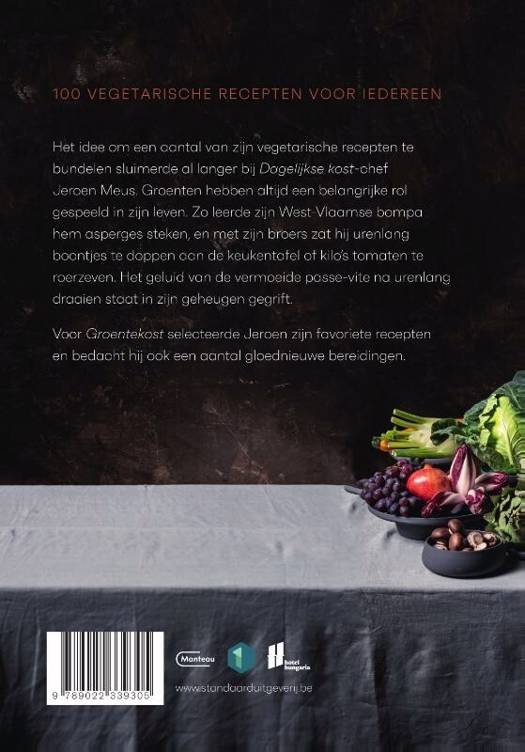 100 VEGETARISCHE RECEPTEN VOOR IEDEREEN
Het idee om een aantal van zijn vegetarische recepten te
bundelen sluimerde al langer bij Dagelijkse kost-chef
Jeroen Meus. Groenten hebben altijd een belangrijke rol
gespeeld in zijn leven. Zo leerde zijn West-Vlaamse bompa
hem asperges steken, en met zijn broers zat hij urenlang
boontjes te doppen aan de keukentafel of kilo's tomaten te
roerzeven. Het geluid van de vermoeide passe-vite na urenlang
draaien staat in zijn geheugen gegrift.
Voor Groentekost selecteerde Jeroen zijn favoriete recepten
en bedacht hij ook een aantal gloednieuwe bereidingen.
9 789022 339305
Manteau
1
H hotel
hungaria
www.standaarduitgeverij.be